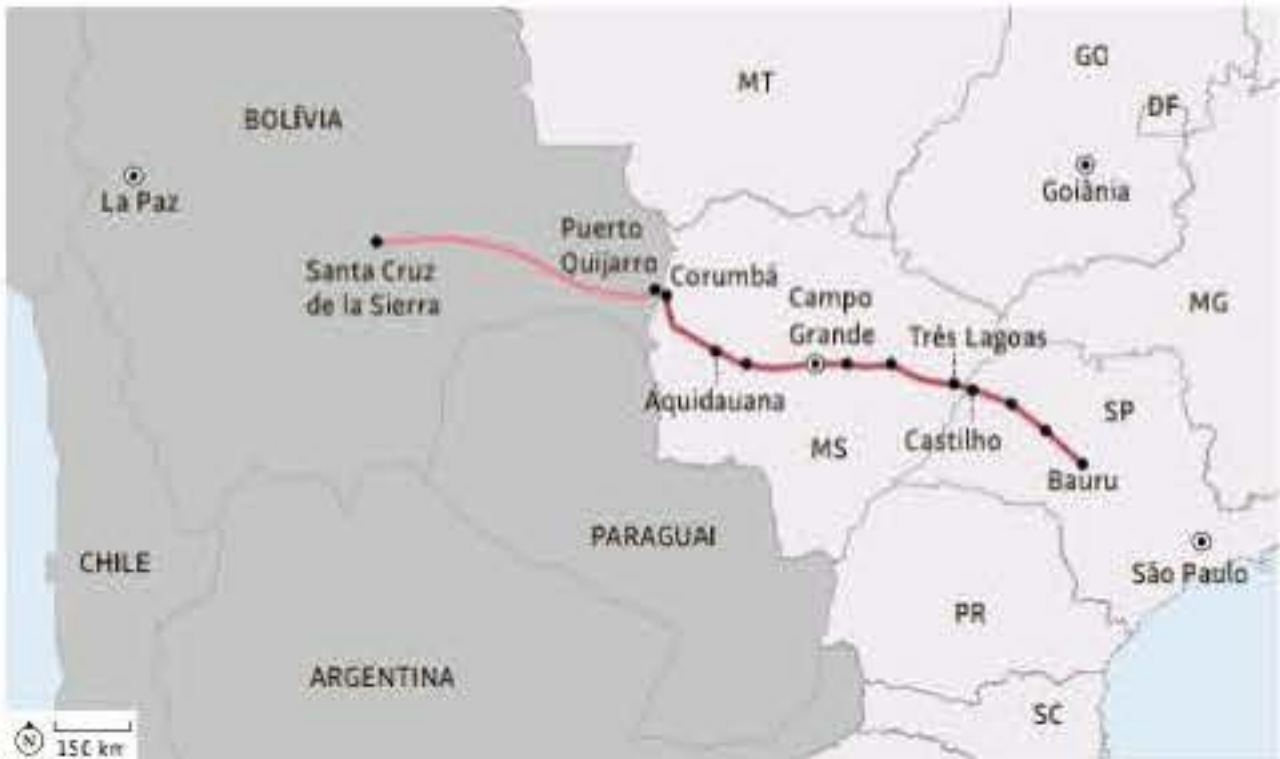 MT
GO
DF
BOLÍVIA
La Paz
Goiânia
Puerto
Quijarro
Corumbá
Santa Cruz
de la Sierra
Campo
Grande
MG
Três Lagoas
Aquidauana
SP
MS
Castilho
Bauru
PARAGUAI
CHILE
São Paulo
PR
ARGENTINA
SC
N
150 km